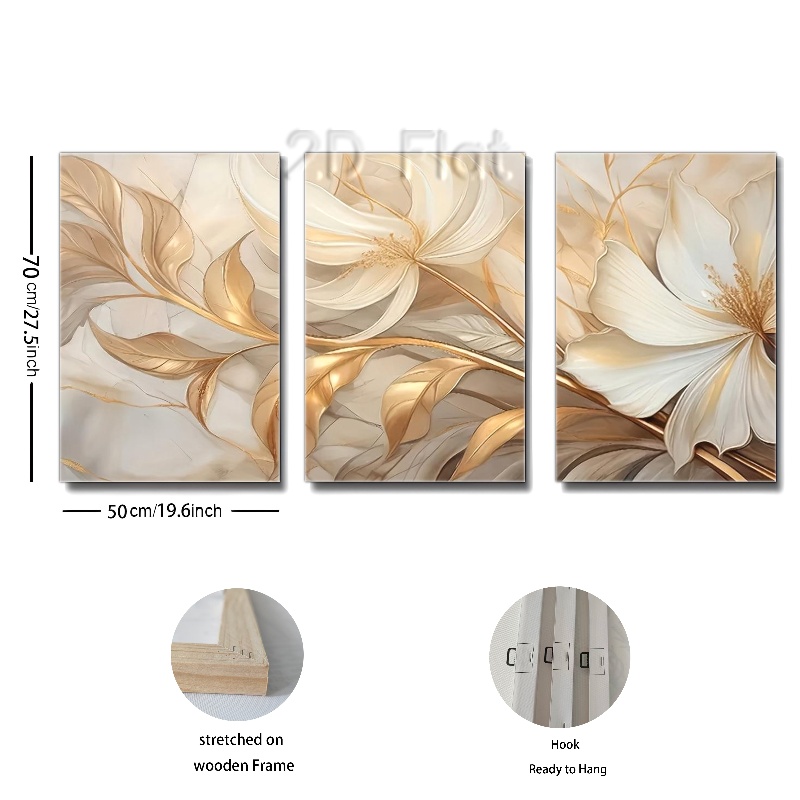 2D Flat
70 cm/27.5inch
50 cm/19.6inch
stretched on
wooden Frame
Hook
Ready to Hang